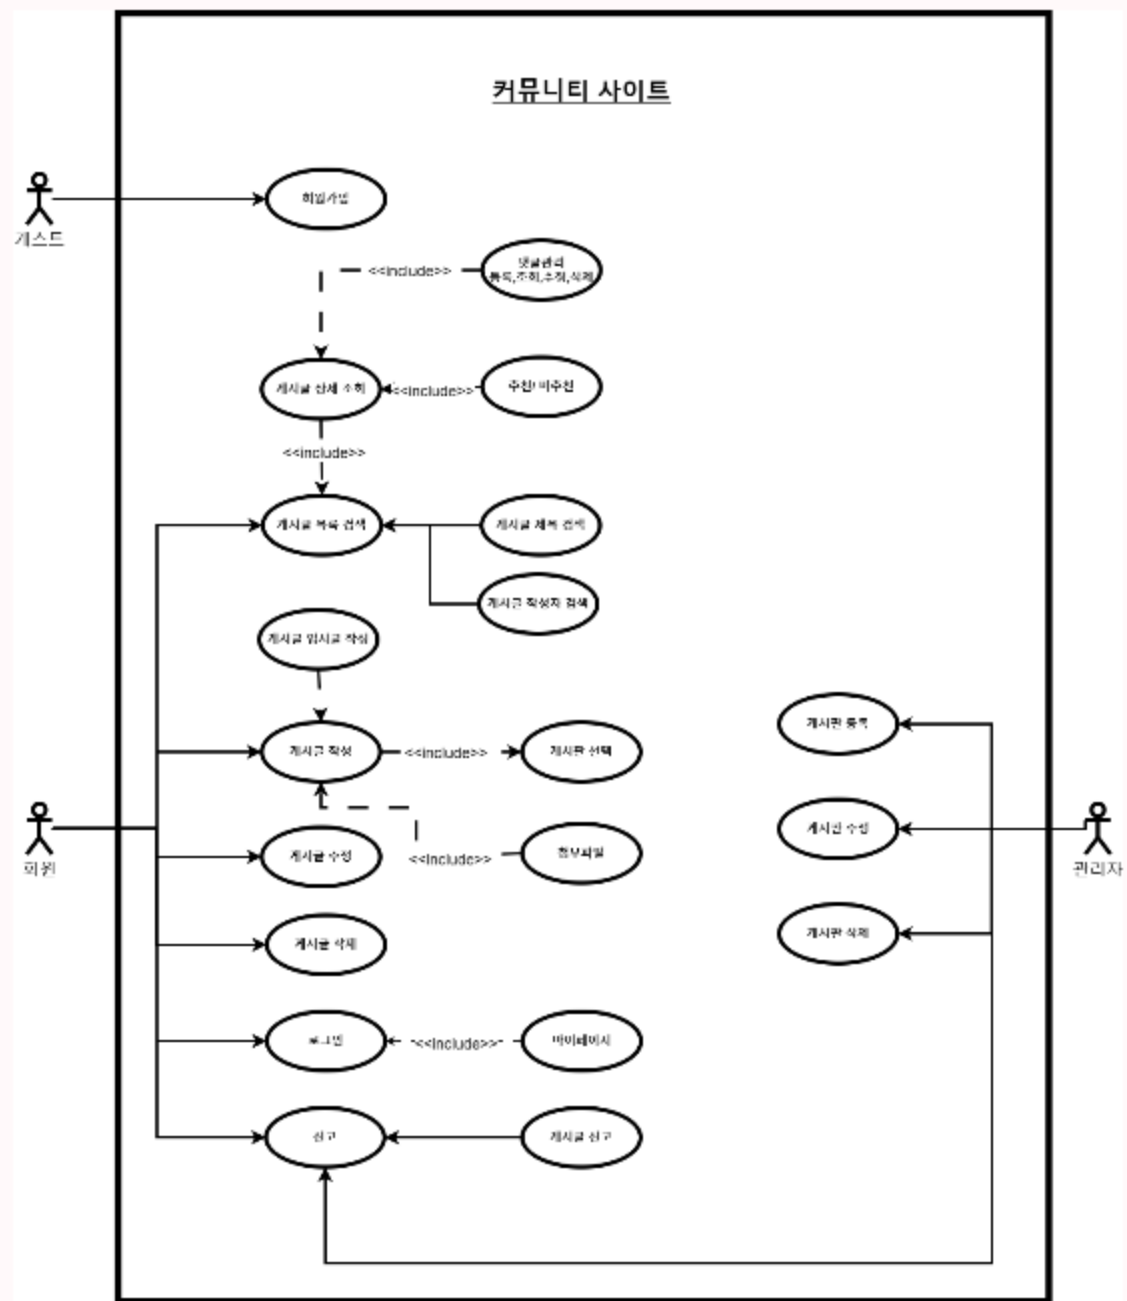 커뮤니티 사이트
게스트
회원가입
<<include>>
댓글관리
등록,조회,수정,삭제
게시글 상세 조회
<<include>>
추천/ 비추천
<<include>>
게시글 목록 검색
게시글 제목 검색
게시글 작성자 검색
게시글 임시글 작성
게시글 작성
<<include>>
게시판 선택
게시판 등록
회원
게시글 수정
<<include>>
첨부파일
게시판 수정
관리자
게시글 삭제
게시판 삭제
로그인
<<include>>
마이페이지
신고
게시글 신고